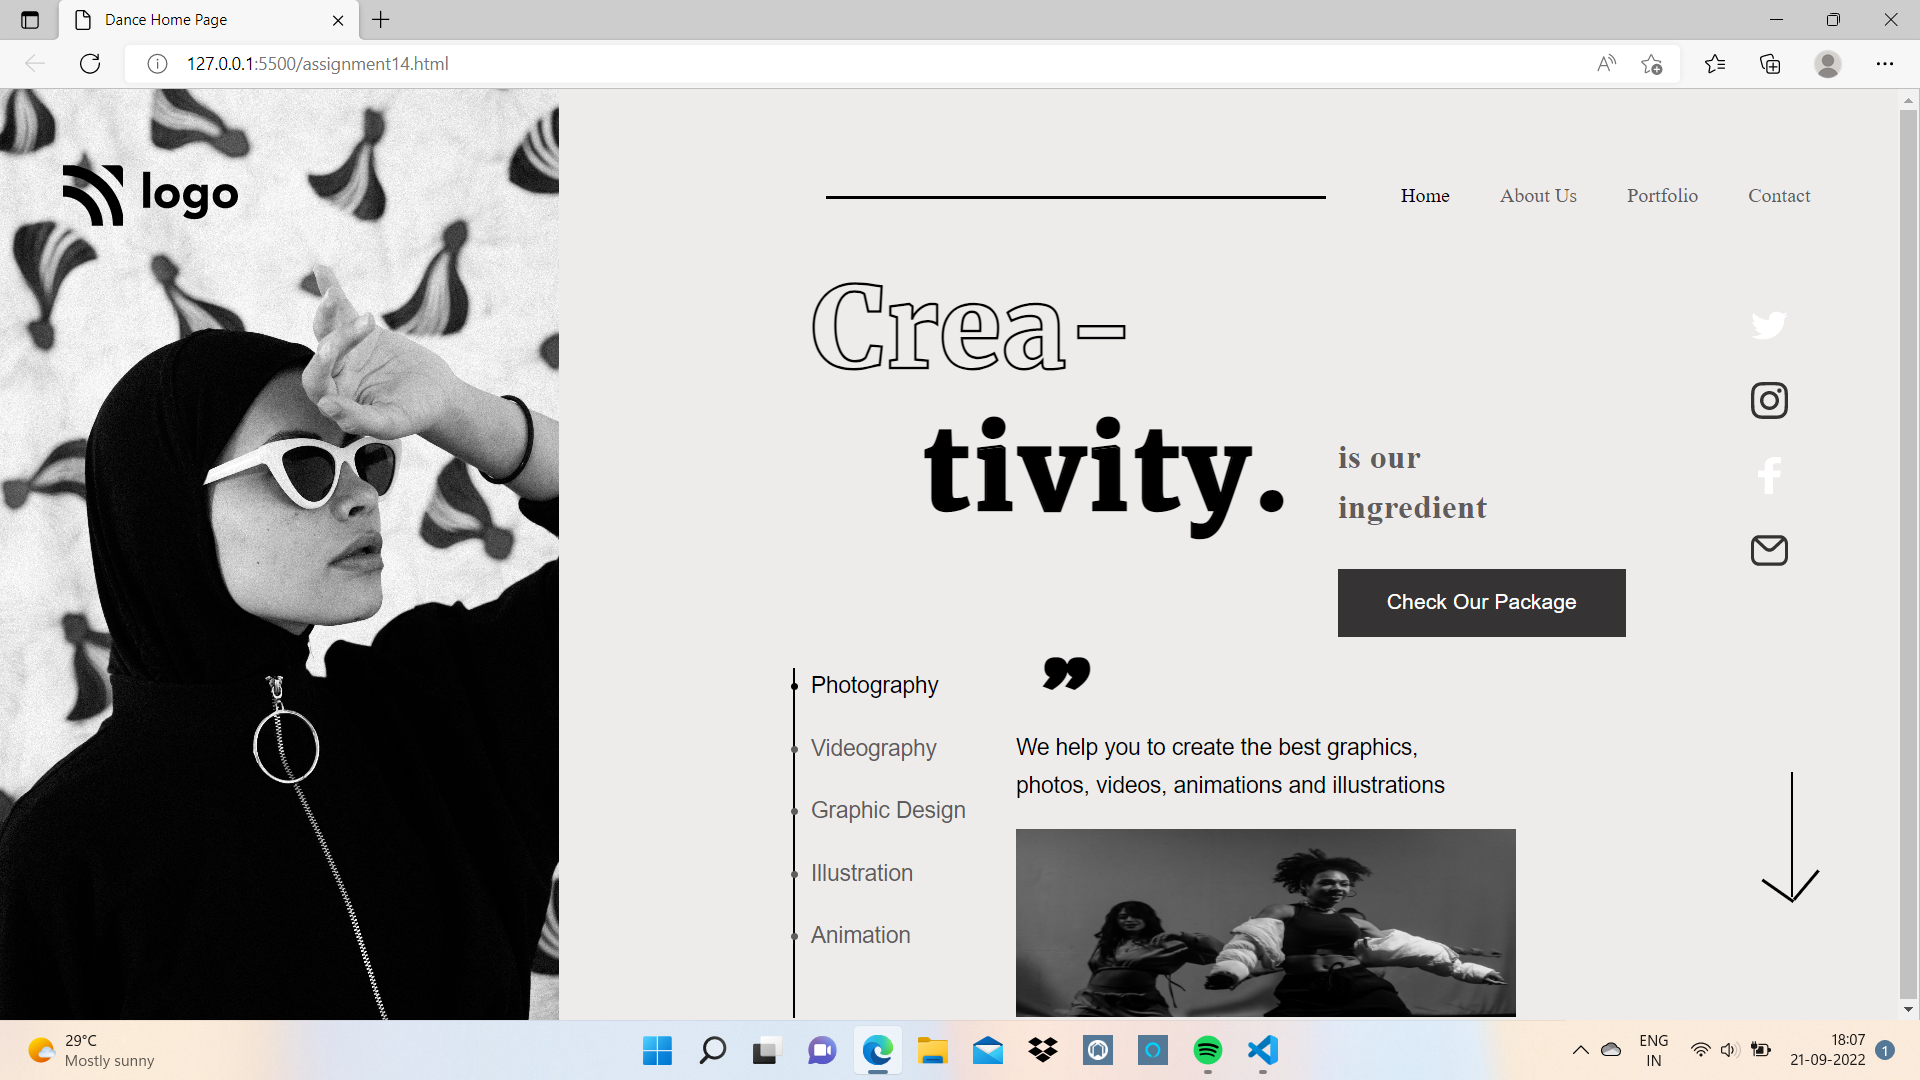 Dance Home Page
127.0.0.1:5500/assignment14.html
logo
Home About Us Portfolio Contact
Crea-
tivity.
is our
ingredient
Check Our Package
”
Photography
Videography
Graphic Design
Illustration
Animation
We help you to create the best graphics,
photos, videos, animations and illustrations
29°C
Mostly sunny
ENG
IN
18:07
21-09-2022
1